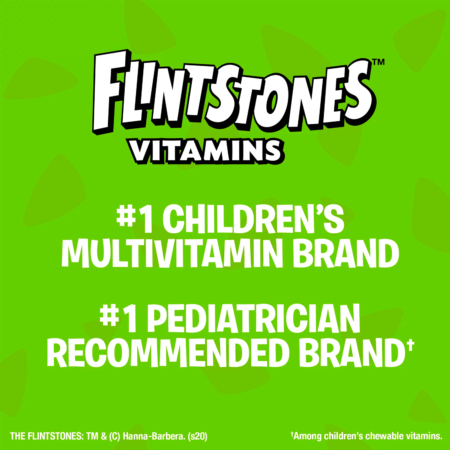 FLINTSTONES™
VITAMINS
#1 CHILDREN'S
MULTIVITAMIN BRAND
#1 PEDIATRICIAN
RECOMMENDED BRAND†
THE FLINTSTONES: TM & (C) Hanna-Barbera. (s20)
†Among children's chewable vitamins.